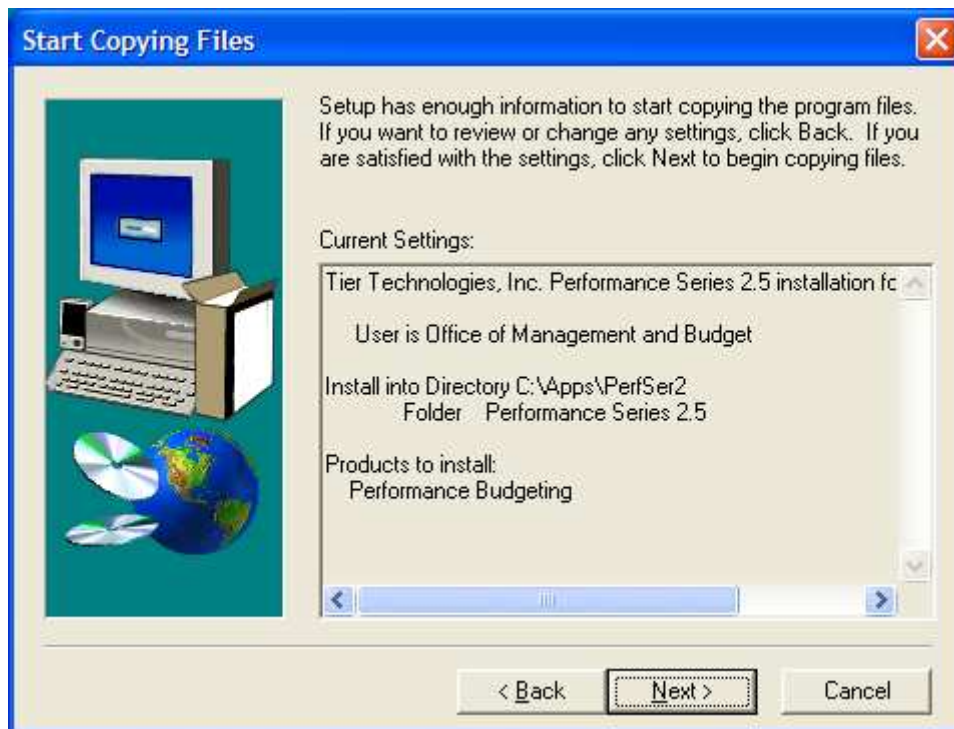 Start Copying Files
Setup has enough information to start copying the program files.
If you want to review or change any settings, click Back. If you
are satisfied with the settings, click Next to begin copying files.
Current Settings:
Tier Technologies, Inc. Performance Series 2.5 installation
User is Office of Management and Budget
Install into Directory C:\Apps\PerfSer2
Folder Performance Series 2.5
Products to install:
Performance Budgeting
< Back
Next >
Cancel